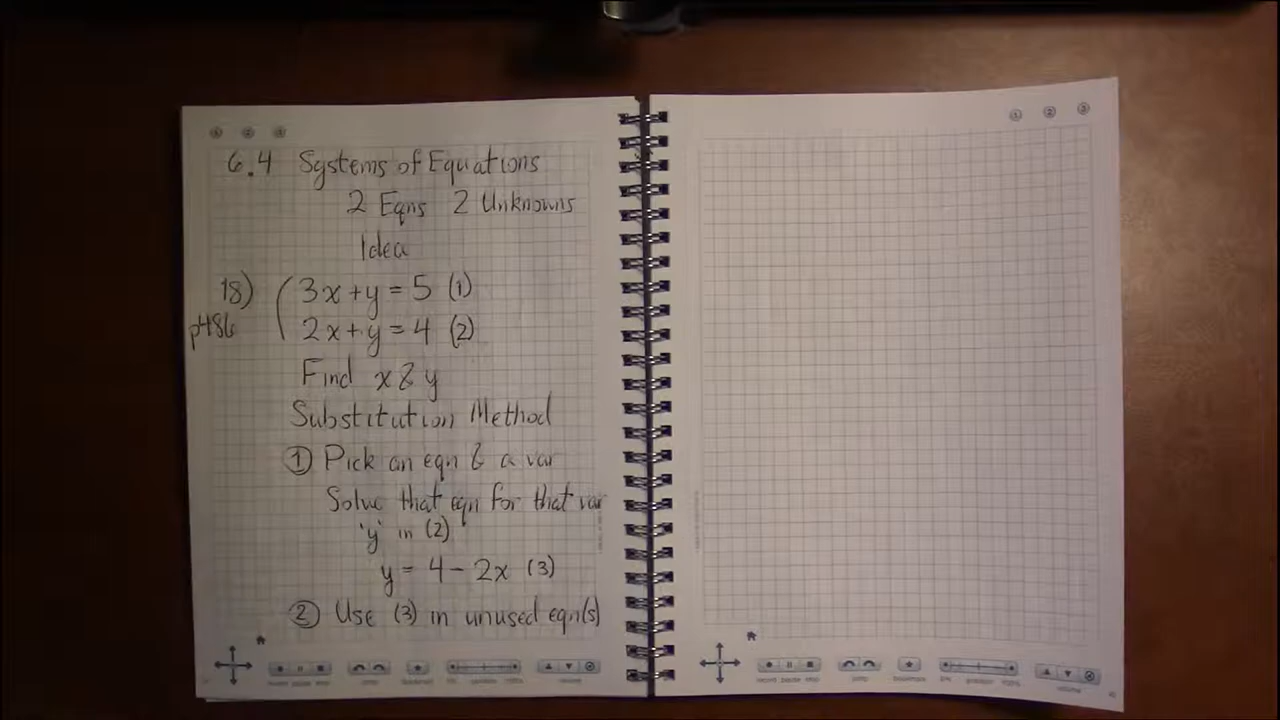 6.4 Systems of Equations
2 Eqns 2 Unknowns
Idea
18) 3x+y = 5 (1)
p486 2x+y = 4 (2)
Find x & y
Substitution Method
① Pick an eqn & a var
Solve that eqn for that var
'y' in (2)
y = 4 - 2x (3)
② Use (3) in unused eqn(s)